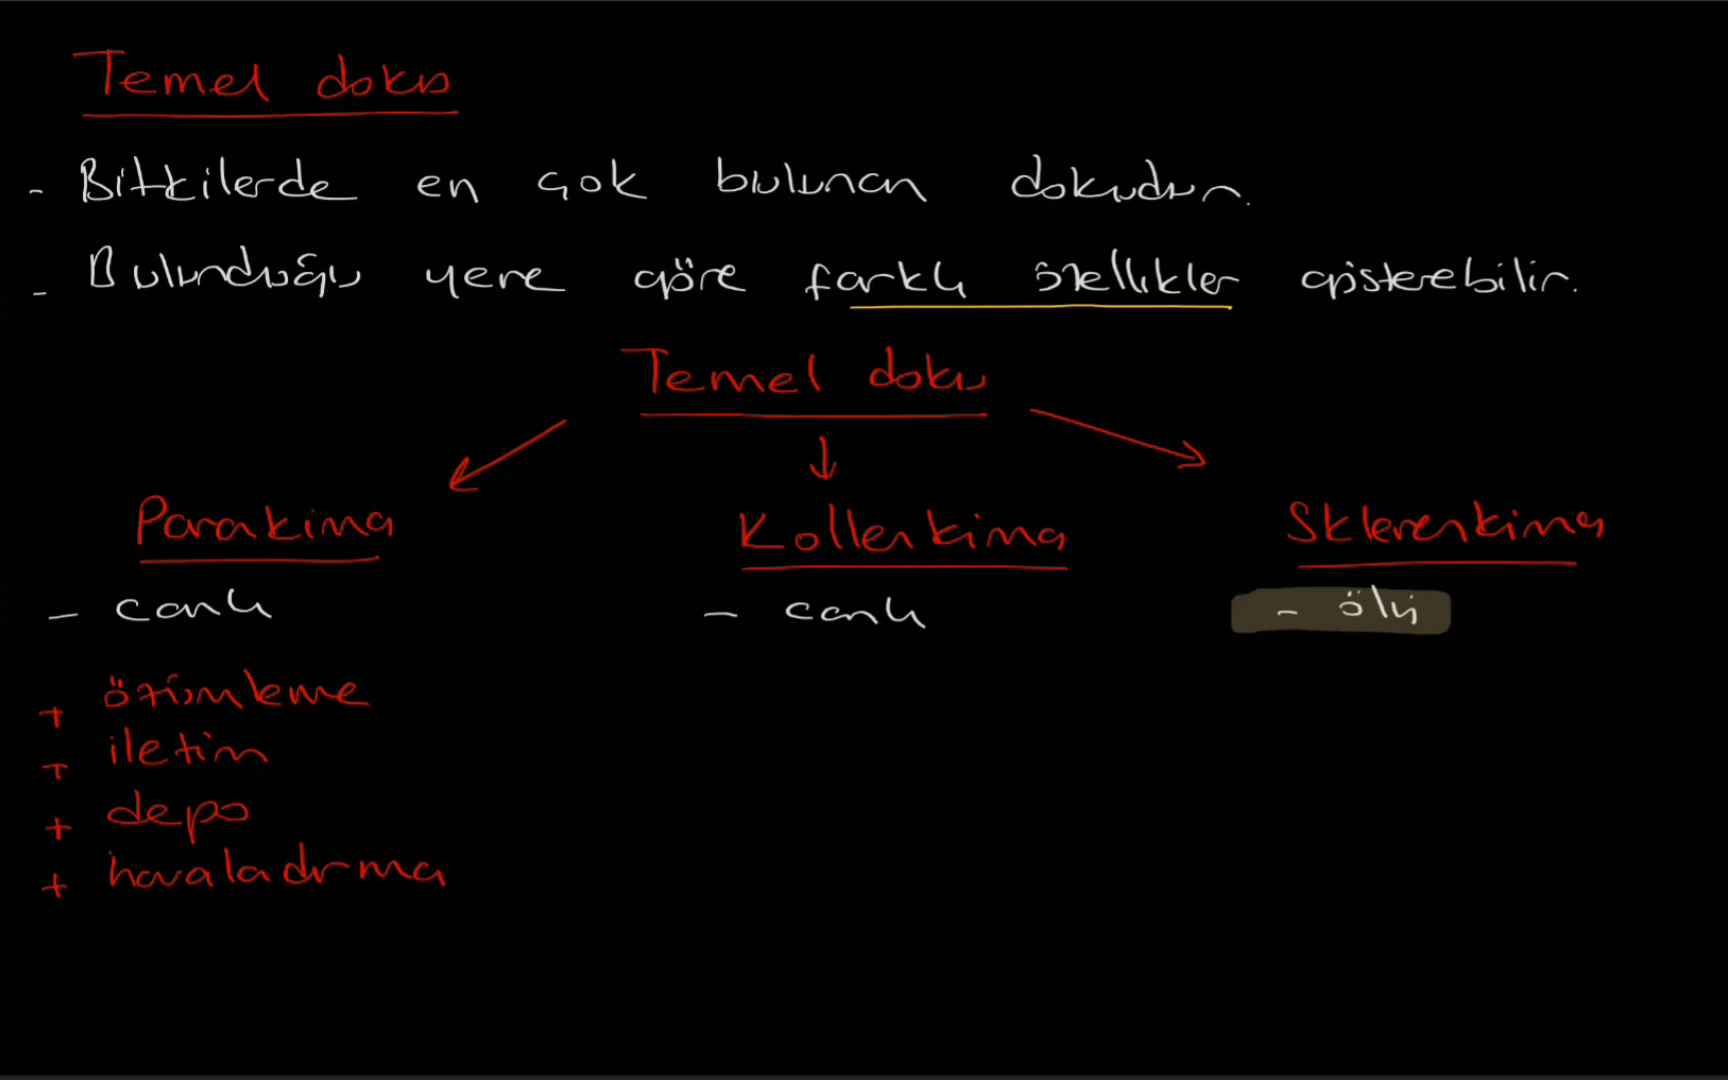 Temel doku
- Bitkilerde en çok bulunan dokudur.
- Bulunduğu yere göre farklı özellikler gösterebilir.
Temel doku
Parankima Kollenkima Sklerenkima
- canlı - canlı - ölü
+ özümleme
+ iletim
+ depo
+ havaladırma